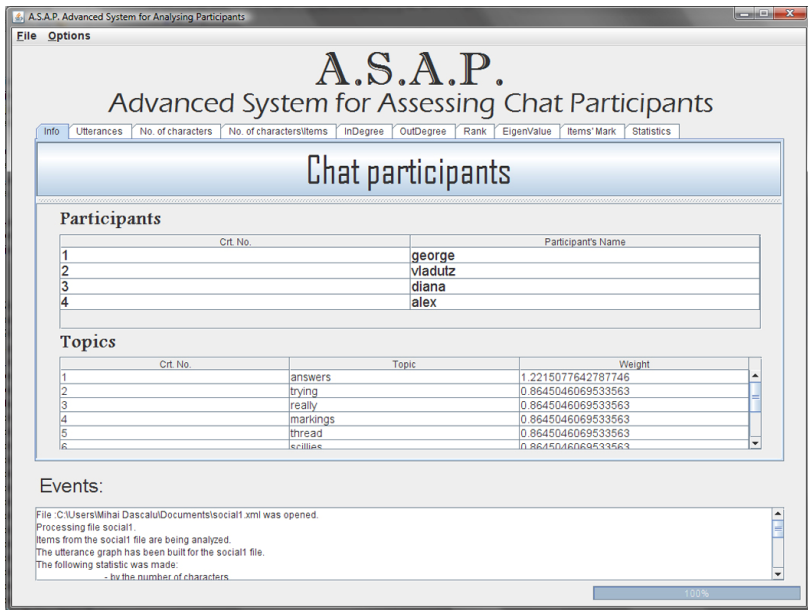 A.S.A.P. Advanced System for Analysing Participants
File Options
A.S.A.P.
Advanced System for Assessing Chat Participants
Info Utterances No. of characters No. of characters\Items InDegree OutDegree Rank EigenValue Items' Mark Statistics
Chat participants
Participants
Crt. No. Participant's Name
1 george
2 vladutz
3 diana
4 alex
Topics
Crt. No. Topic Weight
1 answers 1.2215077642787746
2 trying 0.8645046069533563
3 really 0.8645046069533563
4 markings 0.8645046069533563
5 thread 0.8645046069533563
6 scillies 0.8645046069533563
Events:
File :C:\Users\Mihai Dascalu\Documents\social1.xml was opened.
Processing file social1.
Items from the social1 file are being analyzed.
The utterance graph has been built for the social1 file.
The following statistic was made:
- by the number of characters
100%